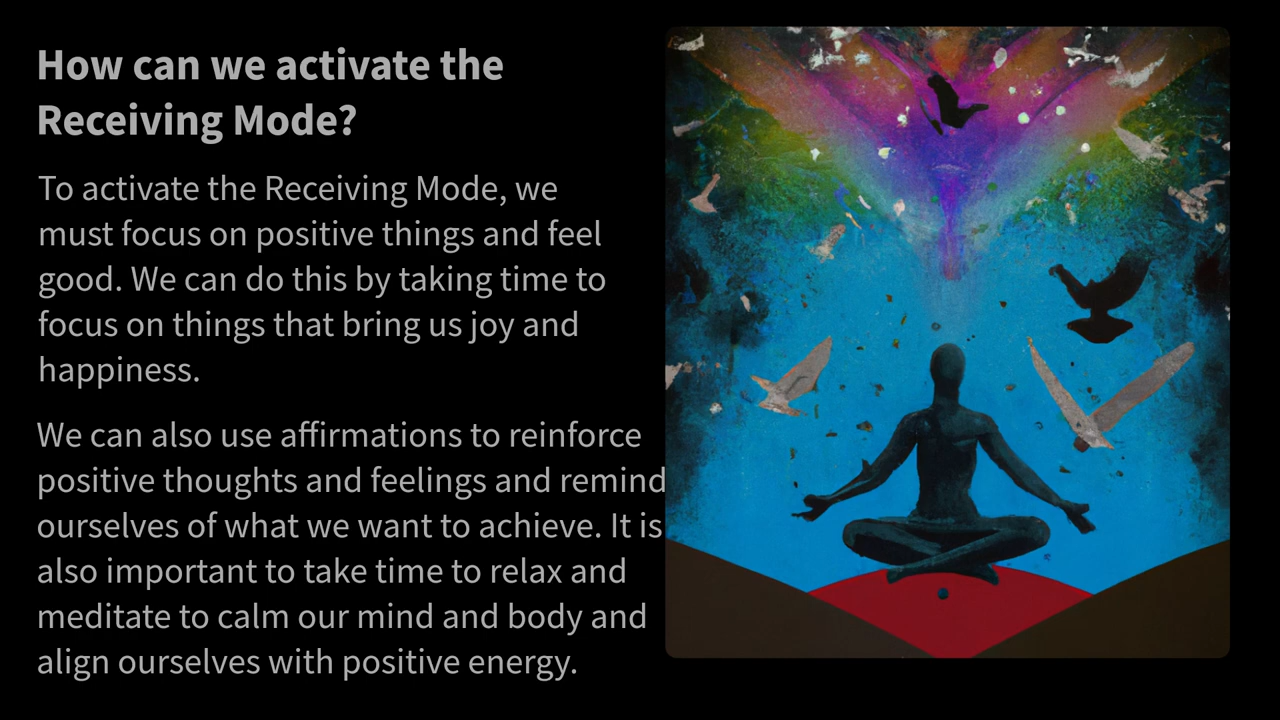 How can we activate the
Receiving Mode?
To activate the Receiving Mode, we
must focus on positive things and feel
good. We can do this by taking time to
focus on things that bring us joy and
happiness.
We can also use affirmations to reinforce
positive thoughts and feelings and remind
ourselves of what we want to achieve. It is
also important to take time to relax and
meditate to calm our mind and body and
align ourselves with positive energy.